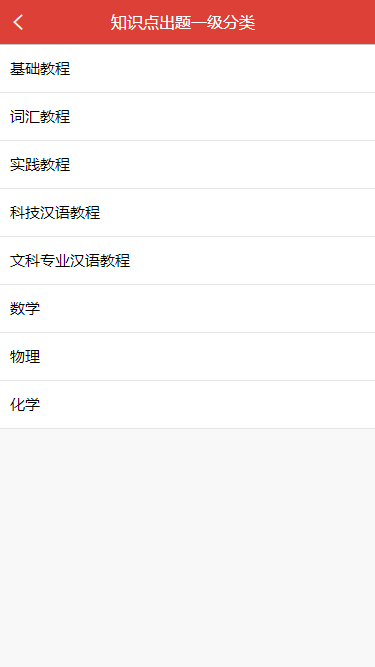 知识点出题一级分类
基础教程
词汇教程
实践教程
科技汉语教程
文科专业汉语教程
数学
物理
化学